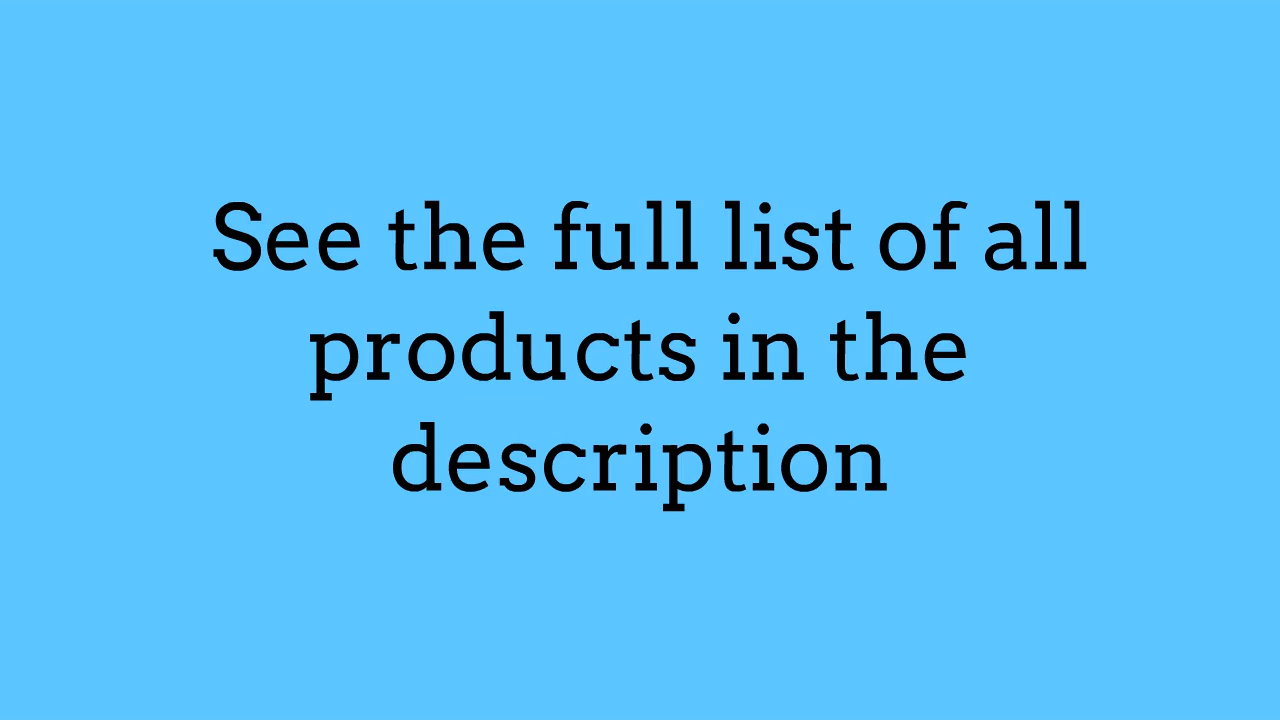 See the full list of all
products in the
description